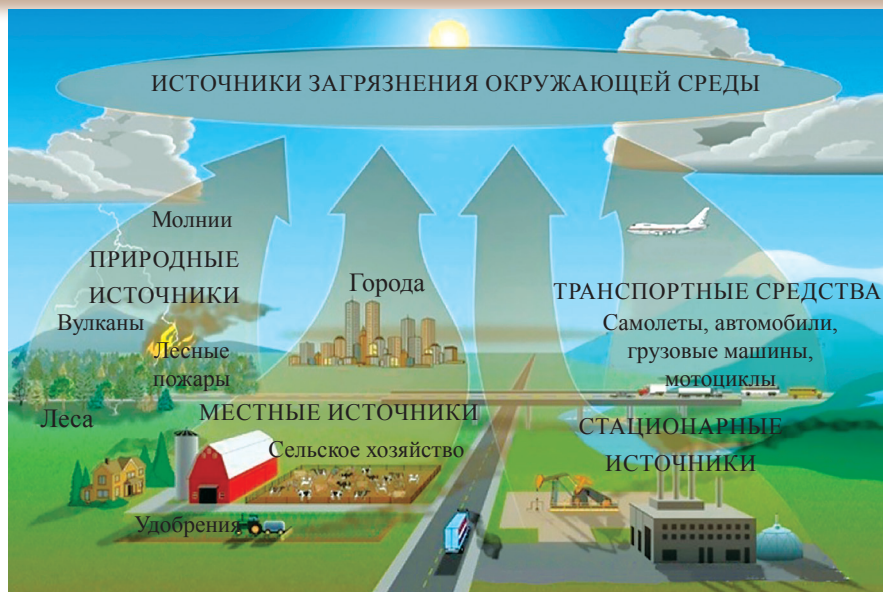 ИСТОЧНИКИ ЗАГРЯЗНЕНИЯ ОКРУЖАЮЩЕЙ СРЕДЫ
Молнии
ПРИРОДНЫЕ
ИСТОЧНИКИ
Вулканы
Лесные
пожары
Леса
Города
ТРАНСПОРТНЫЕ СРЕДСТВА
Самолеты, автомобили,
грузовые машины,
мотоциклы
МЕСТНЫЕ ИСТОЧНИКИ
Сельское хозяйство
Удобрения
СТАЦИОНАРНЫЕ
ИСТОЧНИКИ